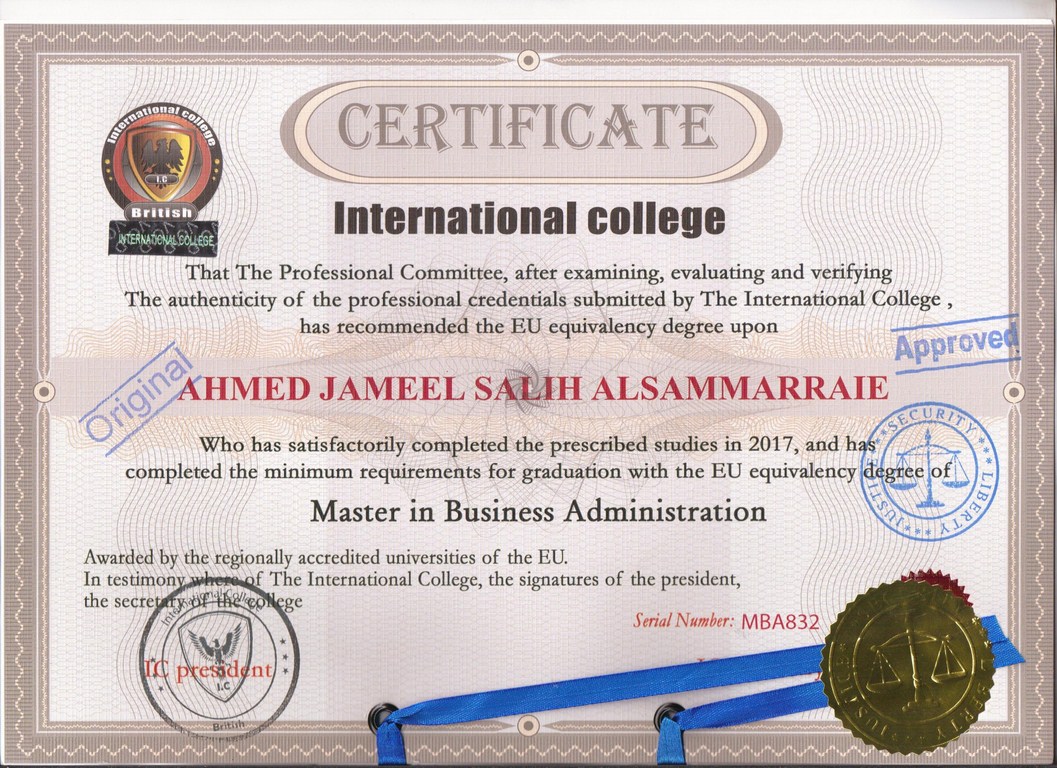 CERTIFICATE
International college
I.C
British
INTERNATIONAL COLLEGE
International college
That The Professional Committee, after examining, evaluating and verifying
The authenticity of the professional credentials submitted by The International College ,
has recommended the EU equivalency degree upon
Approved
Original
AHMED JAMEEL SALIH ALSAMMARRAIE
Who has satisfactorily completed the prescribed studies in 2017, and has
completed the minimum requirements for graduation with the EU equivalency degree of
SECURITY
LIBERTY
JUSTICE
Master in Business Administration
Awarded by the regionally accredited universities of the EU.
In testimony where of The International College, the signatures of the president,
the secretary of the college
Serial Number: MBA832
International College
I.C president
I.C
British